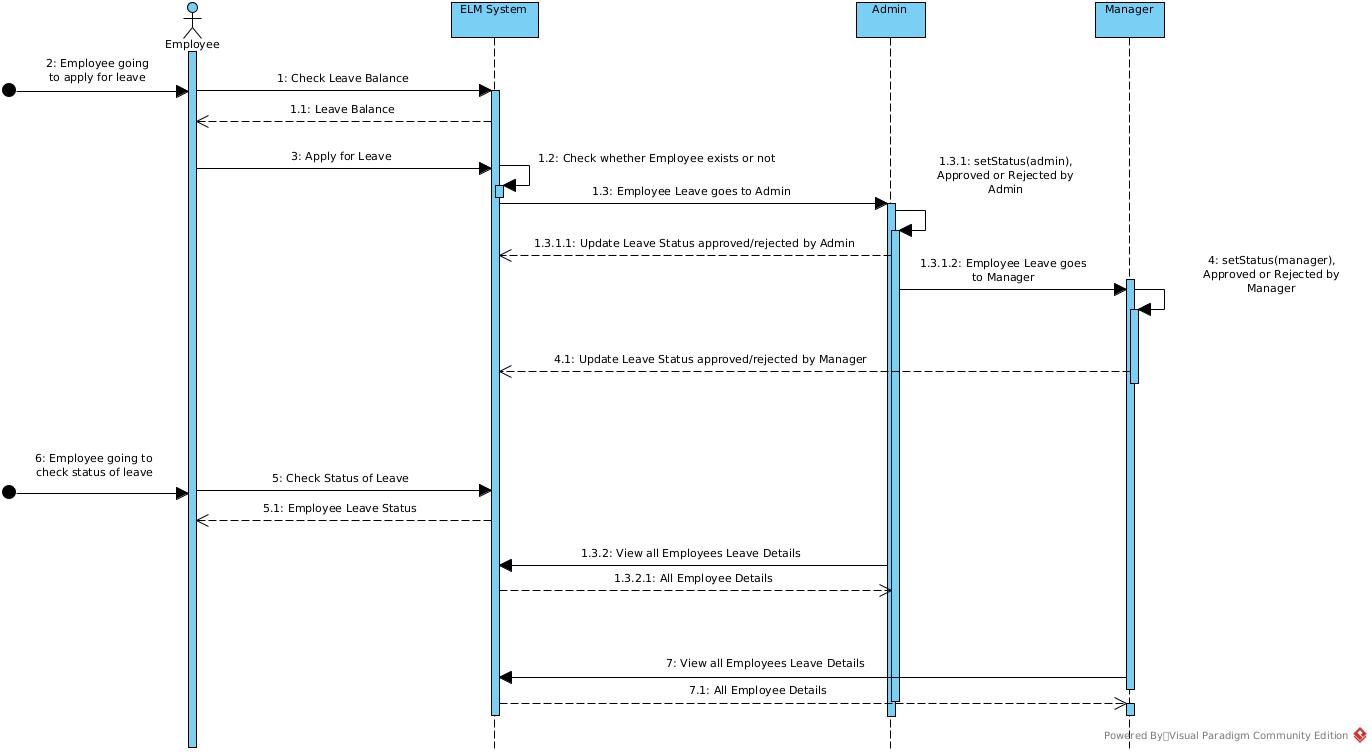 ELM System
Admin
Manager
Employee
2: Employee going
to apply for leave
1: Check Leave Balance
1.1: Leave Balance
3: Apply for Leave
1.2: Check whether Employee exists or not
1.3.1: setStatus(admin),
Approved or Rejected by
Admin
1.3: Employee Leave goes to Admin
1.3.1.1: Update Leave Status approved/rejected by Admin
1.3.1.2: Employee Leave goes
to Manager
4: setStatus(manager),
Approved or Rejected by
Manager
4.1: Update Leave Status approved/rejected by Manager
6: Employee going to
check status of leave
5: Check Status of Leave
5.1: Employee Leave Status
1.3.2: View all Employees Leave Details
1.3.2.1: All Employee Details
7: View all Employees Leave Details
7.1: All Employee Details
Powered By Visual Paradigm Community Edition